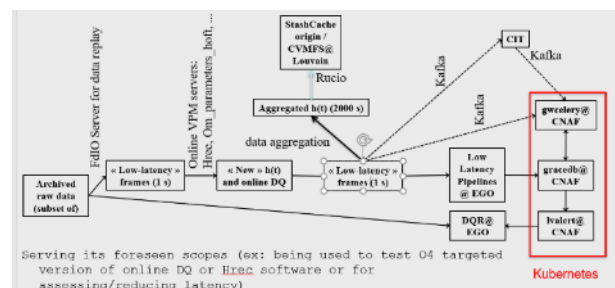 StashCache
origin /
CVMFS@
Louvain
Rucio
Aggregated h(t) (2000 s)
data aggregation
CIT
Kafka
Kafka
Kafka
FdIO Server for data replay
Online VPM servers:
Hrec, Om_parameters_hoft, ...
Archived
raw data
(subset of)
« Low-latency »
frames (1 s)
« New » h(t)
and online DQ
« Low-latency »
frames (1 s)
Low
Latency
Pipelines
@ EGO
DQR@
EGO
gwcelery@
CNAF
gracedb@
CNAF
lvalert@
CNAF
Kubernetes
Serving its foreseen scopes (ex: being used to test O4 targeted
version of online DQ or Hrec software or for
assessing/reducing latency)